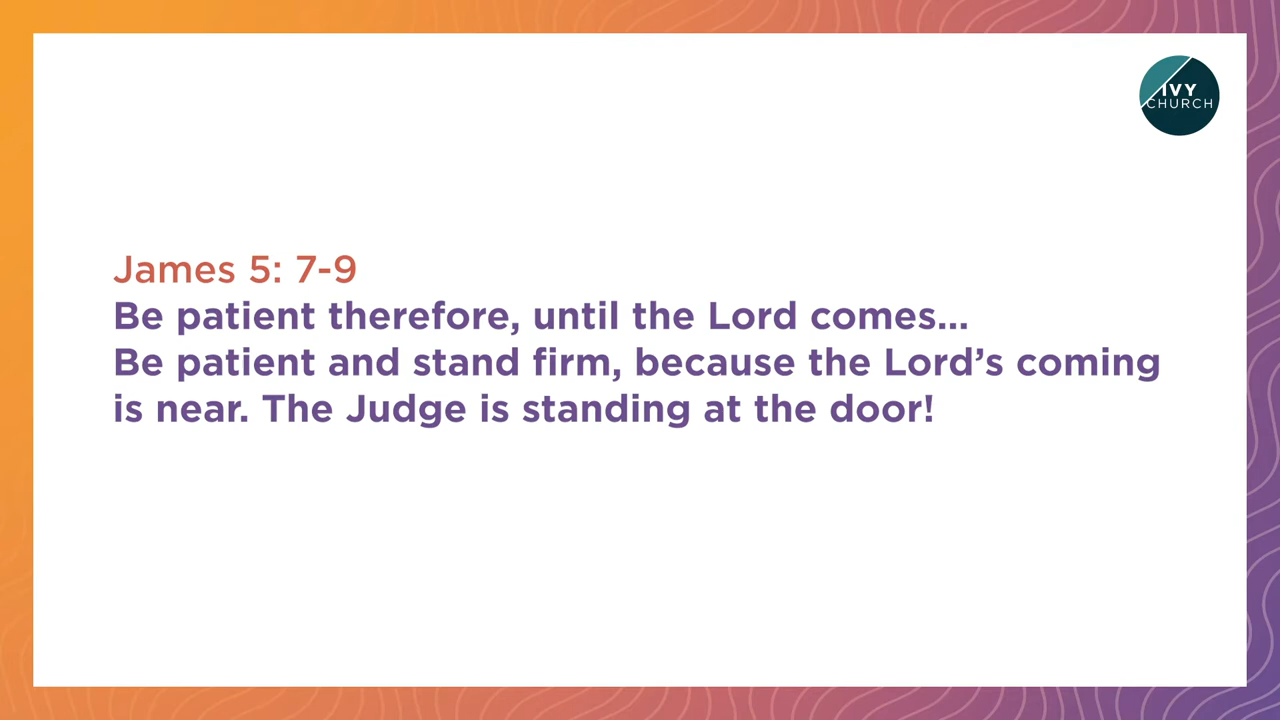 IVY
CHURCH
James 5: 7-9
Be patient therefore, until the Lord comes...
Be patient and stand firm, because the Lord’s coming
is near. The Judge is standing at the door!